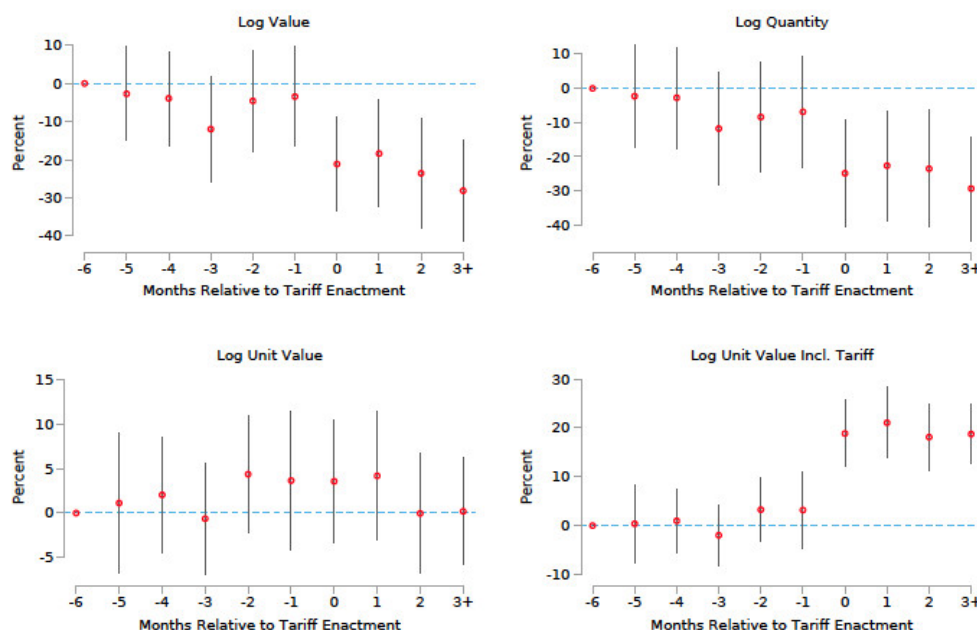 Log Value
Percent
10
0
-10
-20
-30
-40
-6 -5 -4 -3 -2 -1 0 1 2 3+
Months Relative to Tariff Enactment
Log Quantity
Percent
10
0
-10
-20
-30
-40
-6 -5 -4 -3 -2 -1 0 1 2 3+
Months Relative to Tariff Enactment
Log Unit Value
Percent
15
10
5
0
-5
-6 -5 -4 -3 -2 -1 0 1 2 3+
Months Relative to Tariff Enactment
Log Unit Value Incl. Tariff
Percent
30
20
10
0
-10
-6 -5 -4 -3 -2 -1 0 1 2 3+
Months Relative to Tariff Enactment